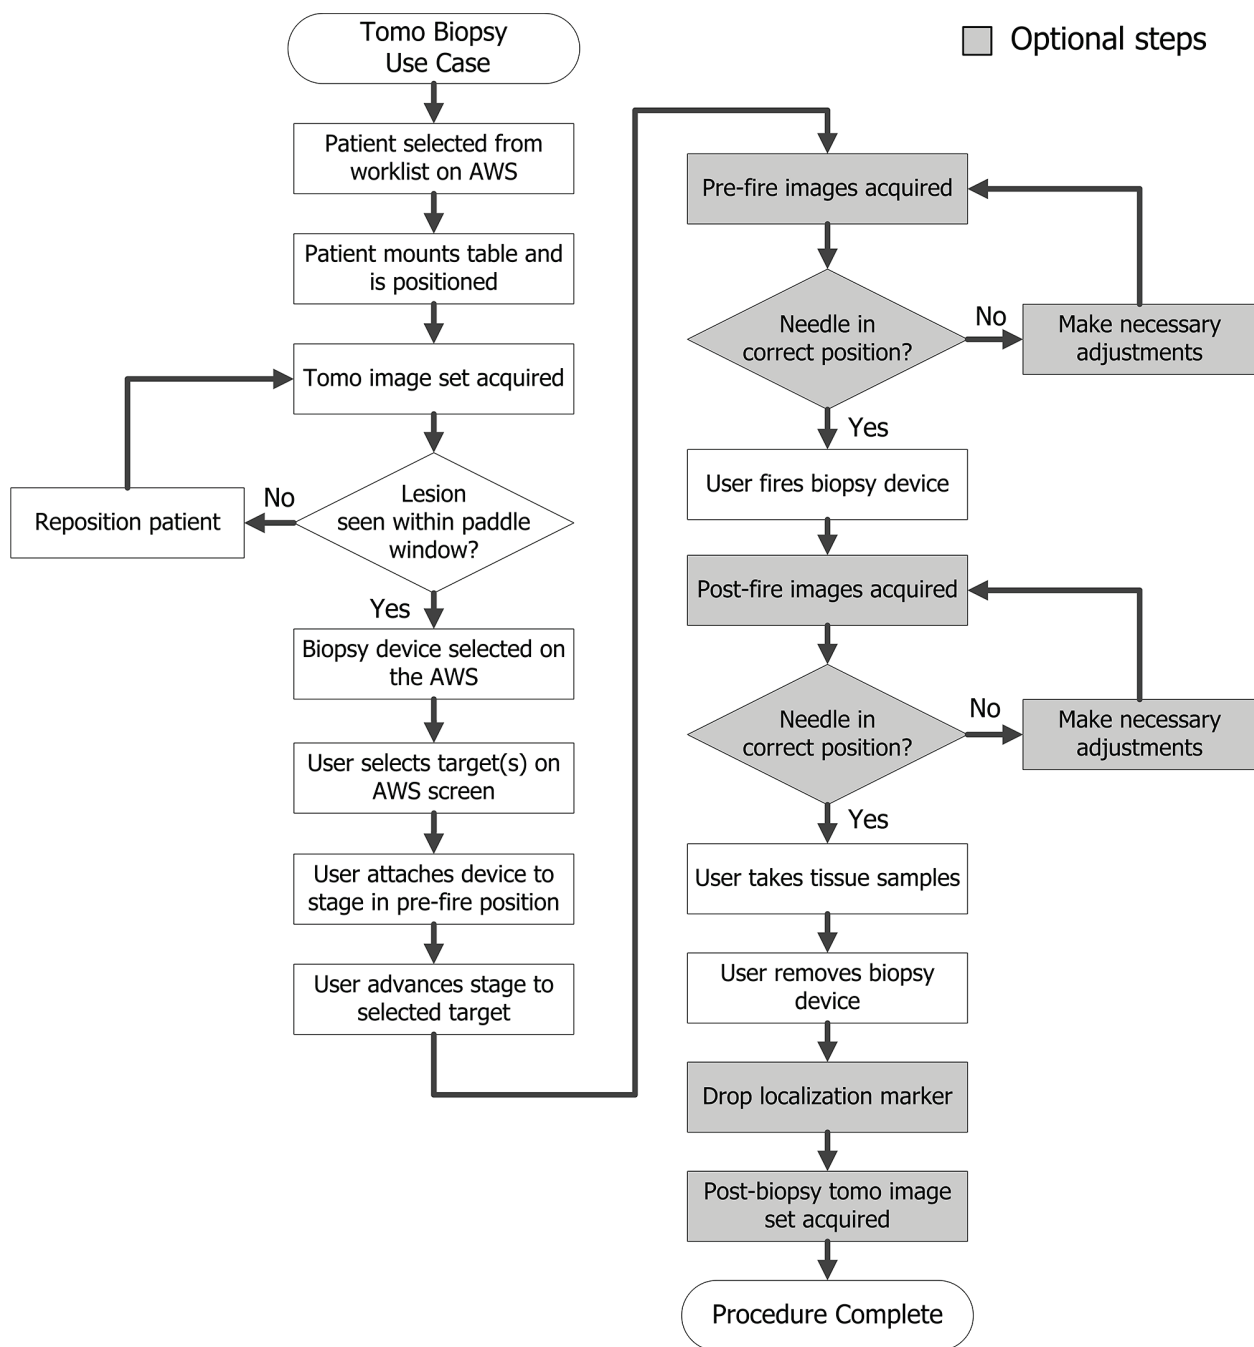 Tomo Biopsy
Use Case
Optional steps
Patient selected from
worklist on AWS
Patient mounts table and
is positioned
Tomo image set acquired
Lesion
seen within paddle
window?
No
Reposition patient
Yes
Biopsy device selected on
the AWS
User selects target(s) on
AWS screen
User attaches device to
stage in pre-fire position
User advances stage to
selected target
Pre-fire images acquired
Needle in
correct position?
No
Make necessary
adjustments
Yes
User fires biopsy device
Post-fire images acquired
Needle in
correct position?
No
Make necessary
adjustments
Yes
User takes tissue samples
User removes biopsy
device
Drop localization marker
Post-biopsy tomo image
set acquired
Procedure Complete